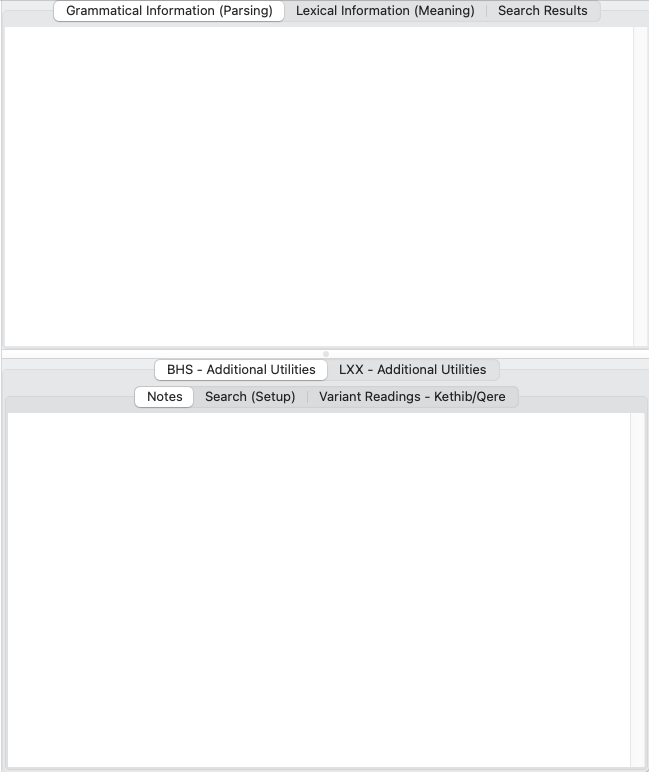 Grammatical Information (Parsing) Lexical Information (Meaning) Search Results
BHS - Additional Utilities LXX - Additional Utilities
Notes Search (Setup) Variant Readings - Kethib/Qere